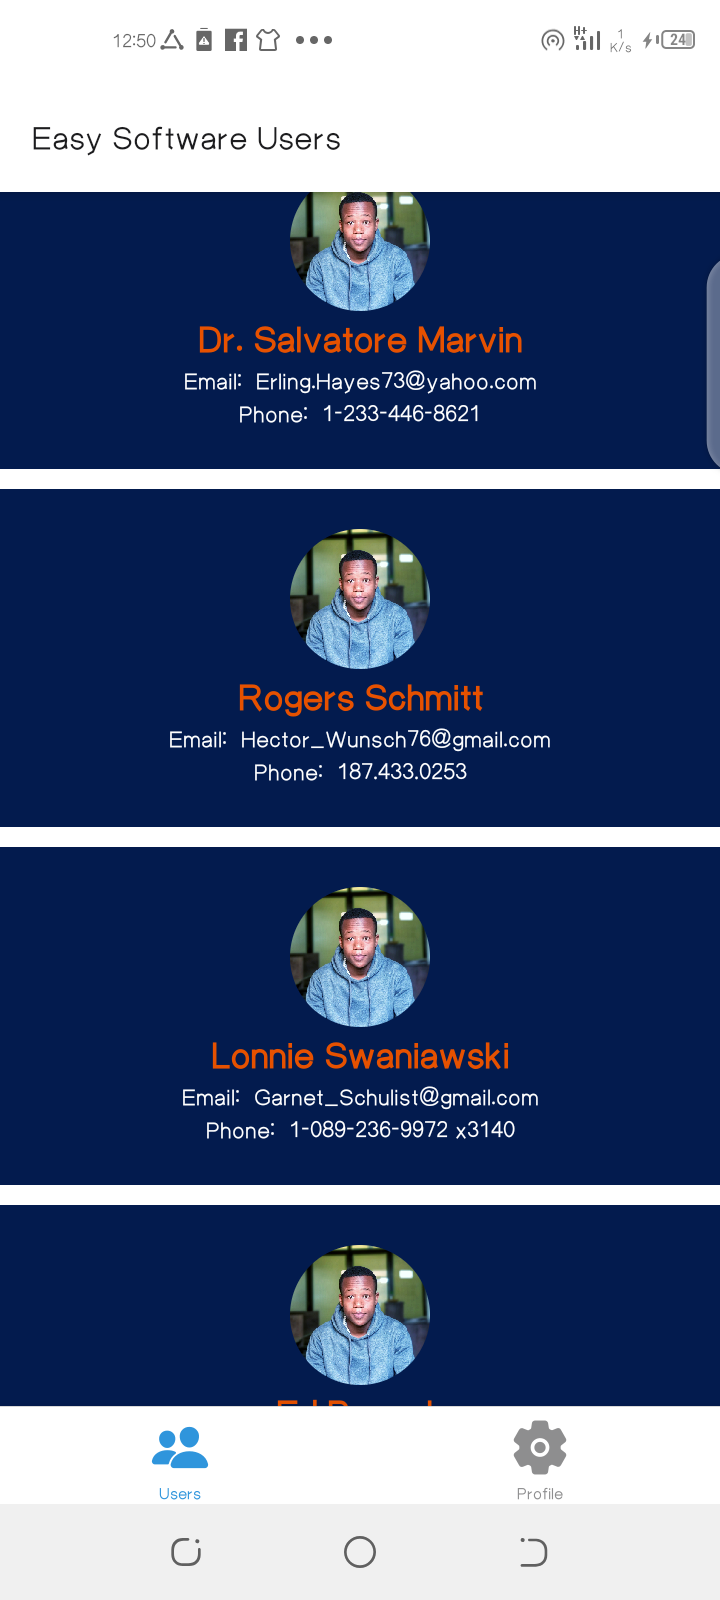 12:50
H+
1
K/s
24
Easy Software Users
Dr. Salvatore Marvin
Email: Erling.Hayes73@yahoo.com
Phone: 1-233-446-8621
Rogers Schmitt
Email: Hector_Wunsch76@gmail.com
Phone: 187.433.0253
Lonnie Swaniawski
Email: Garnet_Schulist@gmail.com
Phone: 1-089-236-9972 x3140
Users
Profile